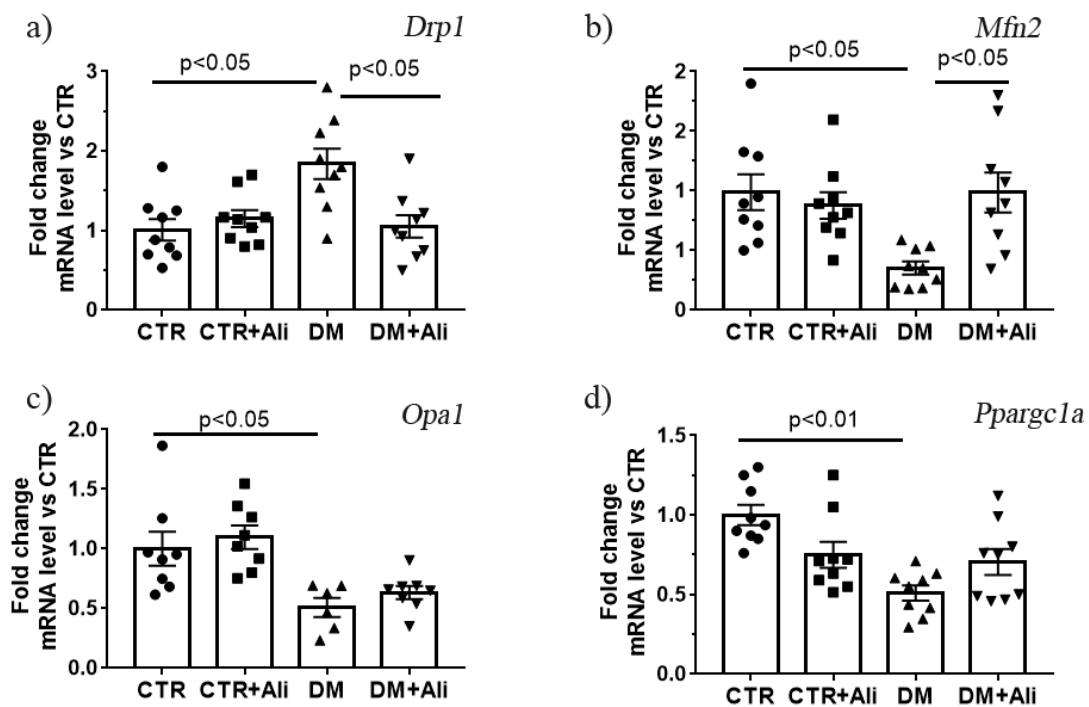 a)
Drp1
p<0.05
p<0.05
Fold change
mRNA level vs CTR
3
2
1
0
CTR
CTR+Ali
DM
DM+Ali
b)
Mfn2
p<0.05
p<0.05
Fold change
mRNA level vs CTR
2
2
1
1
0
CTR
CTR+Ali
DM
DM+Ali
c)
Opa1
p<0.05
Fold change
mRNA level vs CTR
2.0
1.5
1.0
0.5
0.0
CTR
CTR+Ali
DM
DM+Ali
d)
Ppargc1a
p<0.01
Fold change
mRNA level vs CTR
1.5
1.0
0.5
0.0
CTR
CTR+Ali
DM
DM+Ali